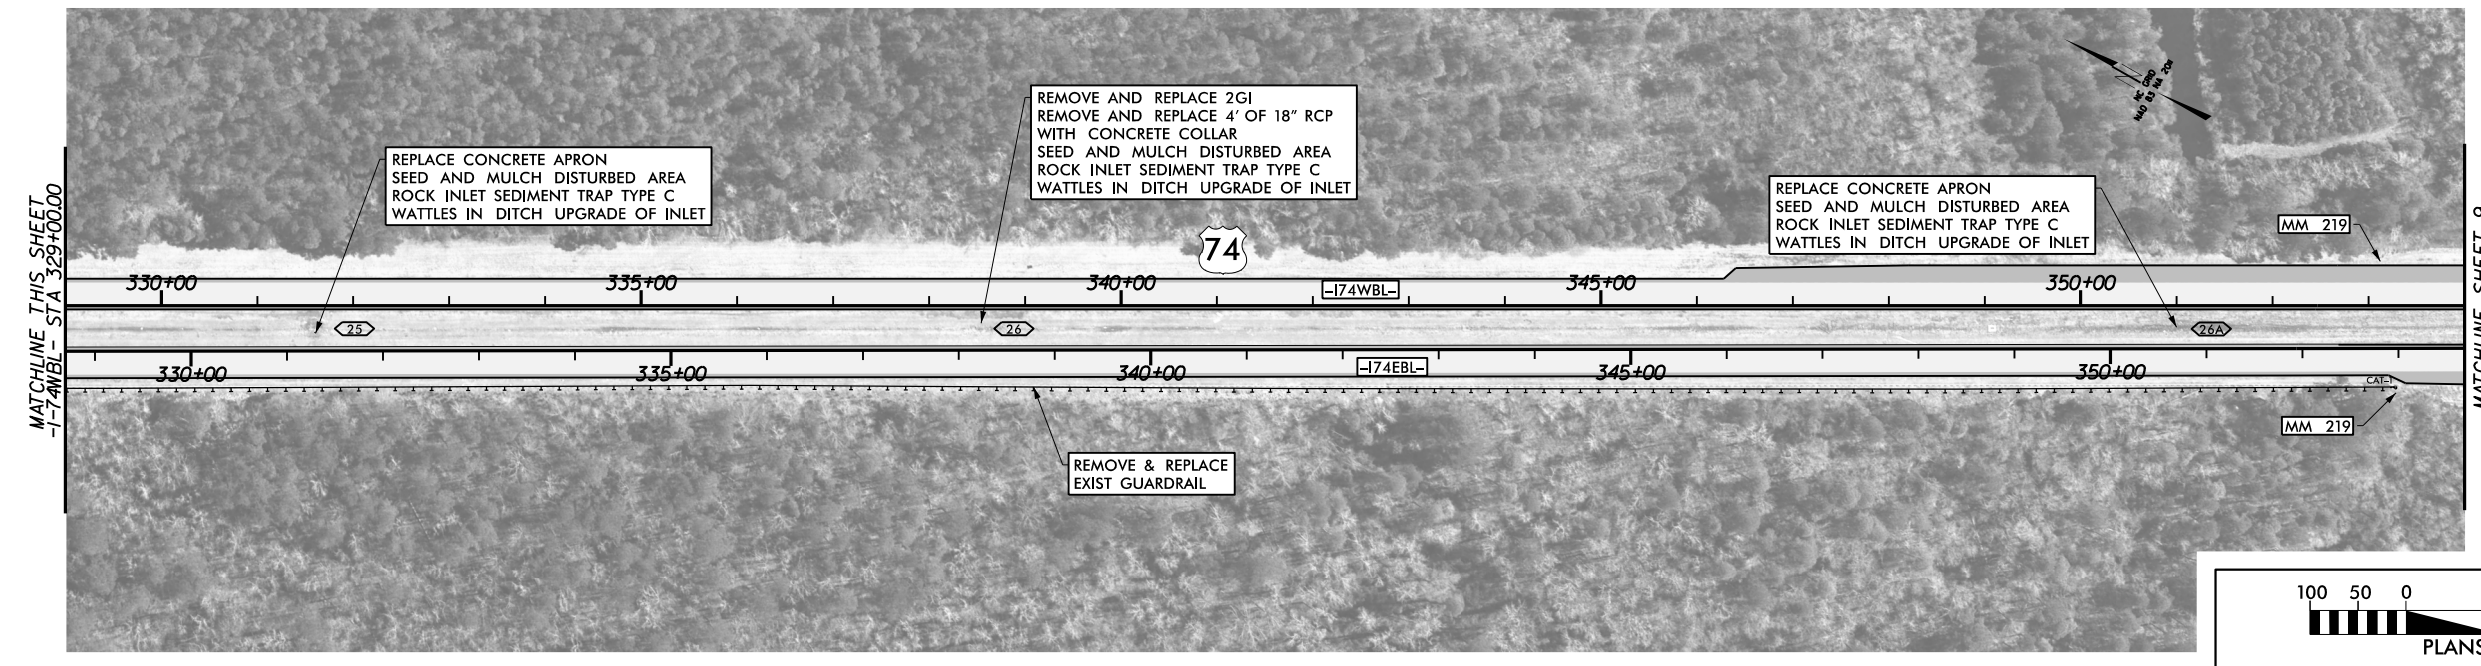 MATCHLINE THIS SHEET
-I-74WBL- STA 329+00.00
REPLACE CONCRETE APRON
SEED AND MULCH DISTURBED AREA
ROCK INLET SEDIMENT TRAP TYPE C
WATTLES IN DITCH UPGRADE OF INLET
REMOVE AND REPLACE 2GI
REMOVE AND REPLACE 4' OF 18" RCP
WITH CONCRETE COLLAR
SEED AND MULCH DISTURBED AREA
ROCK INLET SEDIMENT TRAP TYPE C
WATTLES IN DITCH UPGRADE OF INLET
REPLACE CONCRETE APRON
SEED AND MULCH DISTURBED AREA
ROCK INLET SEDIMENT TRAP TYPE C
WATTLES IN DITCH UPGRADE OF INLET
NC GRID
NAD 83 NA 2011
MM 219
74
330+00
335+00
340+00
345+00
350+00
-I74WBL-
25
26
26A
330+00
335+00
340+00
345+00
350+00
-I74EBL-
CAT-1
MM 219
REMOVE & REPLACE
EXIST GUARDRAIL
100 50 0
PLANS